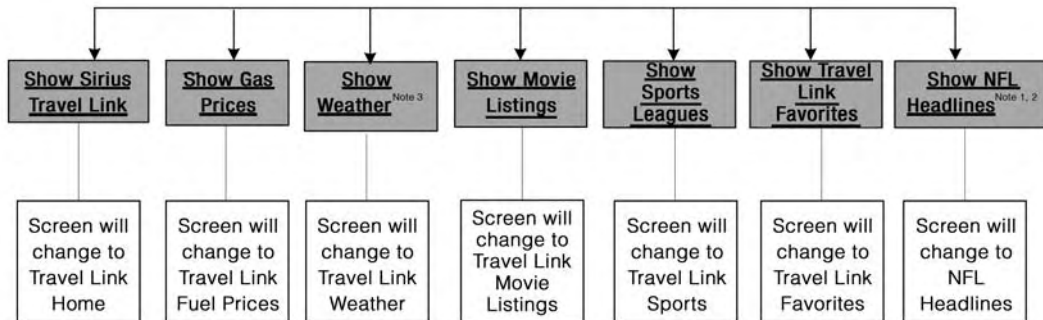 Show Sirius
Travel Link
Show Gas
Prices
Show
Weather Note 3
Show Movie
Listings
Show
Sports
Leagues
Show Travel
Link
Favorites
Show NFL
Headlines Note 1, 2
Screen will
change to
Travel Link
Home
Screen will
change to
Travel Link
Fuel Prices
Screen will
change to
Travel Link
Weather
Screen will
change to
Travel Link
Movie
Listings
Screen will
change to
Travel Link
Sports
Screen will
change to
Travel Link
Favorites
Screen will
change to
NFL
Headlines